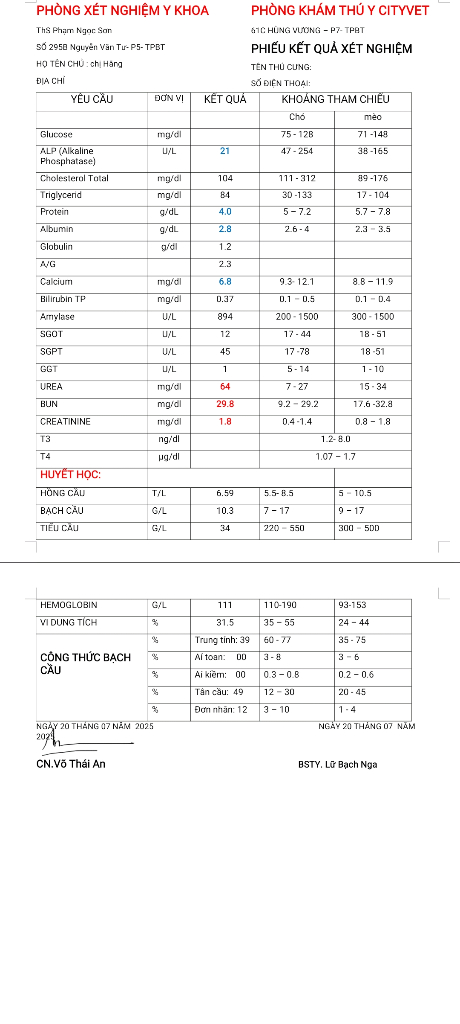 PHÒNG XÉT NGHIỆM Y KHOA
PHÒNG KHÁM THÚ Y CITYVET
ThS Phạm Ngọc Sơn
61C HÙNG VƯƠNG – P7- TPBT
SỐ 295B Nguyễn Văn Tư- P5- TPBT
PHIẾU KẾT QUẢ XÉT NGHIỆM
HỌ TÊN CHỦ : chị Hằng
TÊN THÚ CƯNG:
ĐỊA CHỈ
SỐ ĐIỆN THOẠI:
YÊU CẦU ĐƠN VỊ KẾT QUẢ KHOẢNG THAM CHIẾU
Chó mèo
Glucose mg/dl 75 - 128 71 -148
ALP (Alkaline Phosphatase) U/L 21 47 - 254 38 -165
Cholesterol Total mg/dl 104 111 - 312 89 -176
Triglycerid mg/dl 84 30 -133 17 - 104
Protein g/dL 4.0 5 – 7.2 5.7 – 7.8
Albumin g/dL 2.8 2.6 - 4 2.3 – 3.5
Globulin g/dl 1.2
A/G 2.3
Calcium mg/dl 6.8 9.3- 12.1 8.8 – 11.9
Bilirubin TP mg/dl 0.37 0.1 – 0.5 0.1 – 0.4
Amylase U/L 894 200 - 1500 300 - 1500
SGOT U/L 12 17 - 44 18 - 51
SGPT U/L 45 17 -78 18 -51
GGT U/L 1 5 - 14 1 - 10
UREA mg/dl 64 7 - 27 15 - 34
BUN mg/dl 29.8 9.2 – 29.2 17.6 -32.8
CREATININE mg/dl 1.8 0.4 -1.4 0.8 – 1.8
T3 ng/dl 1.2- 8.0
T4 µg/dl 1.07 – 1.7
HUYẾT HỌC:
HỒNG CẦU T/L 6.59 5.5- 8.5 5 – 10.5
BẠCH CẦU G/L 10.3 7 – 17 9 – 17
TIỂU CẦU G/L 34 220 – 550 300 – 500
HEMOGLOBIN G/L 111 110-190 93-153
VI DUNG TÍCH % 31.5 35 – 55 24 – 44
CÔNG THỨC BẠCH CẦU
% Trung tính: 39 60 - 77 35 - 75
% Aí toan: 00 3 - 8 3 – 6
% Aí kiềm: 00 0.3 – 0.8 0.2 – 0.6
% Tân cầu: 49 12 – 30 20 - 45
% Đơn nhân: 12 3 – 10 1 - 4
NGÀY 20 THÁNG 07 NĂM 2025
NGÀY 20 THÁNG 07 NĂM
2025
CN.Võ Thái An
BSTY. Lữ Bạch Nga